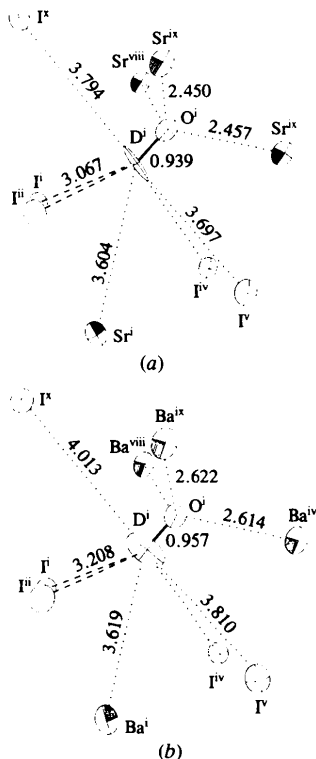 Iˣ
Srⁱˣ
Srᵛⁱⁱⁱ
3.794
2.450
Oⁱ
Dⁱ
2.457
Srⁱˣ
Iⁱ
3.067
0.939
Iⁱⁱ
3.697
3.604
Iⁱᵛ
Iᵛ
Srⁱ
(a)
Iˣ
Baⁱˣ
Baᵛⁱⁱⁱ
4.013
2.622
Dⁱ
Oⁱ
2.614
Baⁱᵛ
0.957
Iⁱ
3.208
Iⁱⁱ
3.810
3.619
Iⁱᵛ
Iᵛ
Baⁱ
(b)